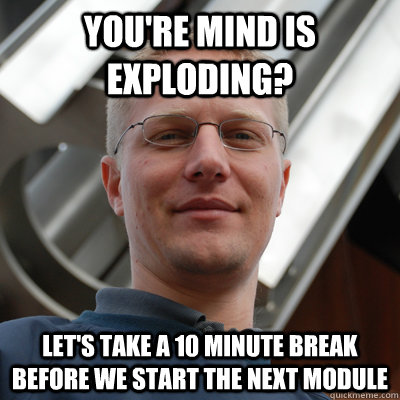 YOU'RE MIND IS
EXPLODING?
LET'S TAKE A 10 MINUTE BREAK
BEFORE WE START THE NEXT MODULE
quickmeme.com